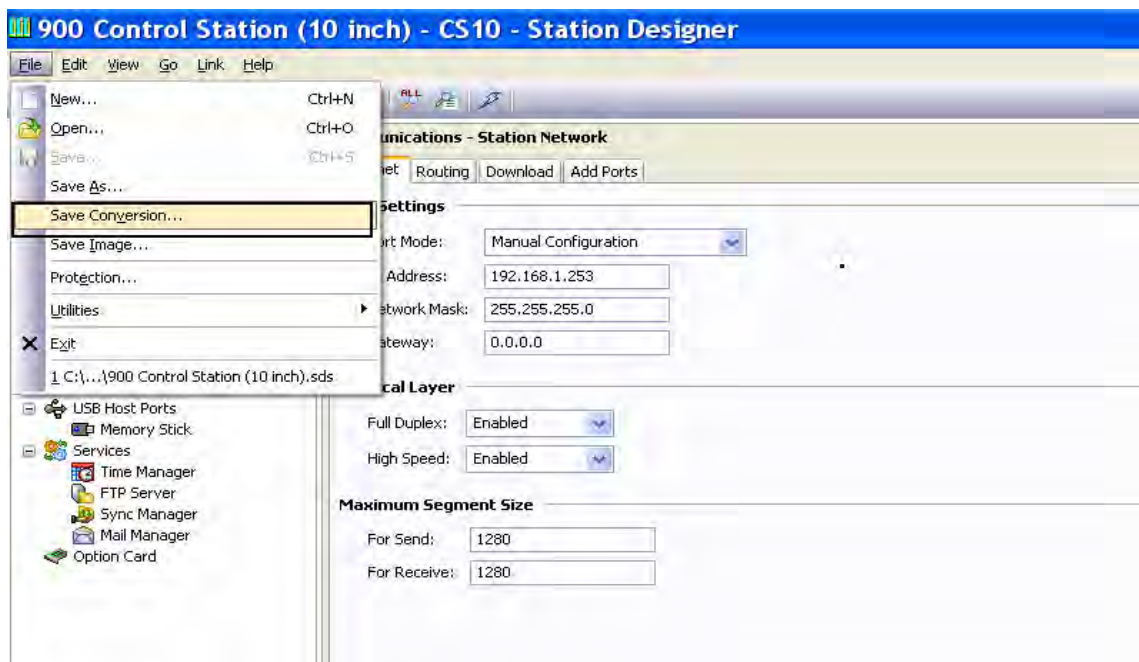 900 Control Station (10 inch) - CS10 - Station Designer
File Edit View Go Link Help
New... Ctrl+N
Open... Ctrl+O
Save... Ctrl+S
Save As...
Save Conversion...
Save Image...
Protection...
Utilities
Exit
1 C:\...\900 Control Station (10 inch).sds
USB Host Ports
Memory Stick
Services
Time Manager
FTP Server
Sync Manager
Mail Manager
Option Card
ALL
unications - Station Network
et Routing Download Add Ports
Settings
ort Mode: Manual Configuration
Address: 192.168.1.253
etwork Mask: 255.255.255.0
ateway: 0.0.0.0
cal Layer
Full Duplex: Enabled
High Speed: Enabled
Maximum Segment Size
For Send: 1280
For Receive: 1280